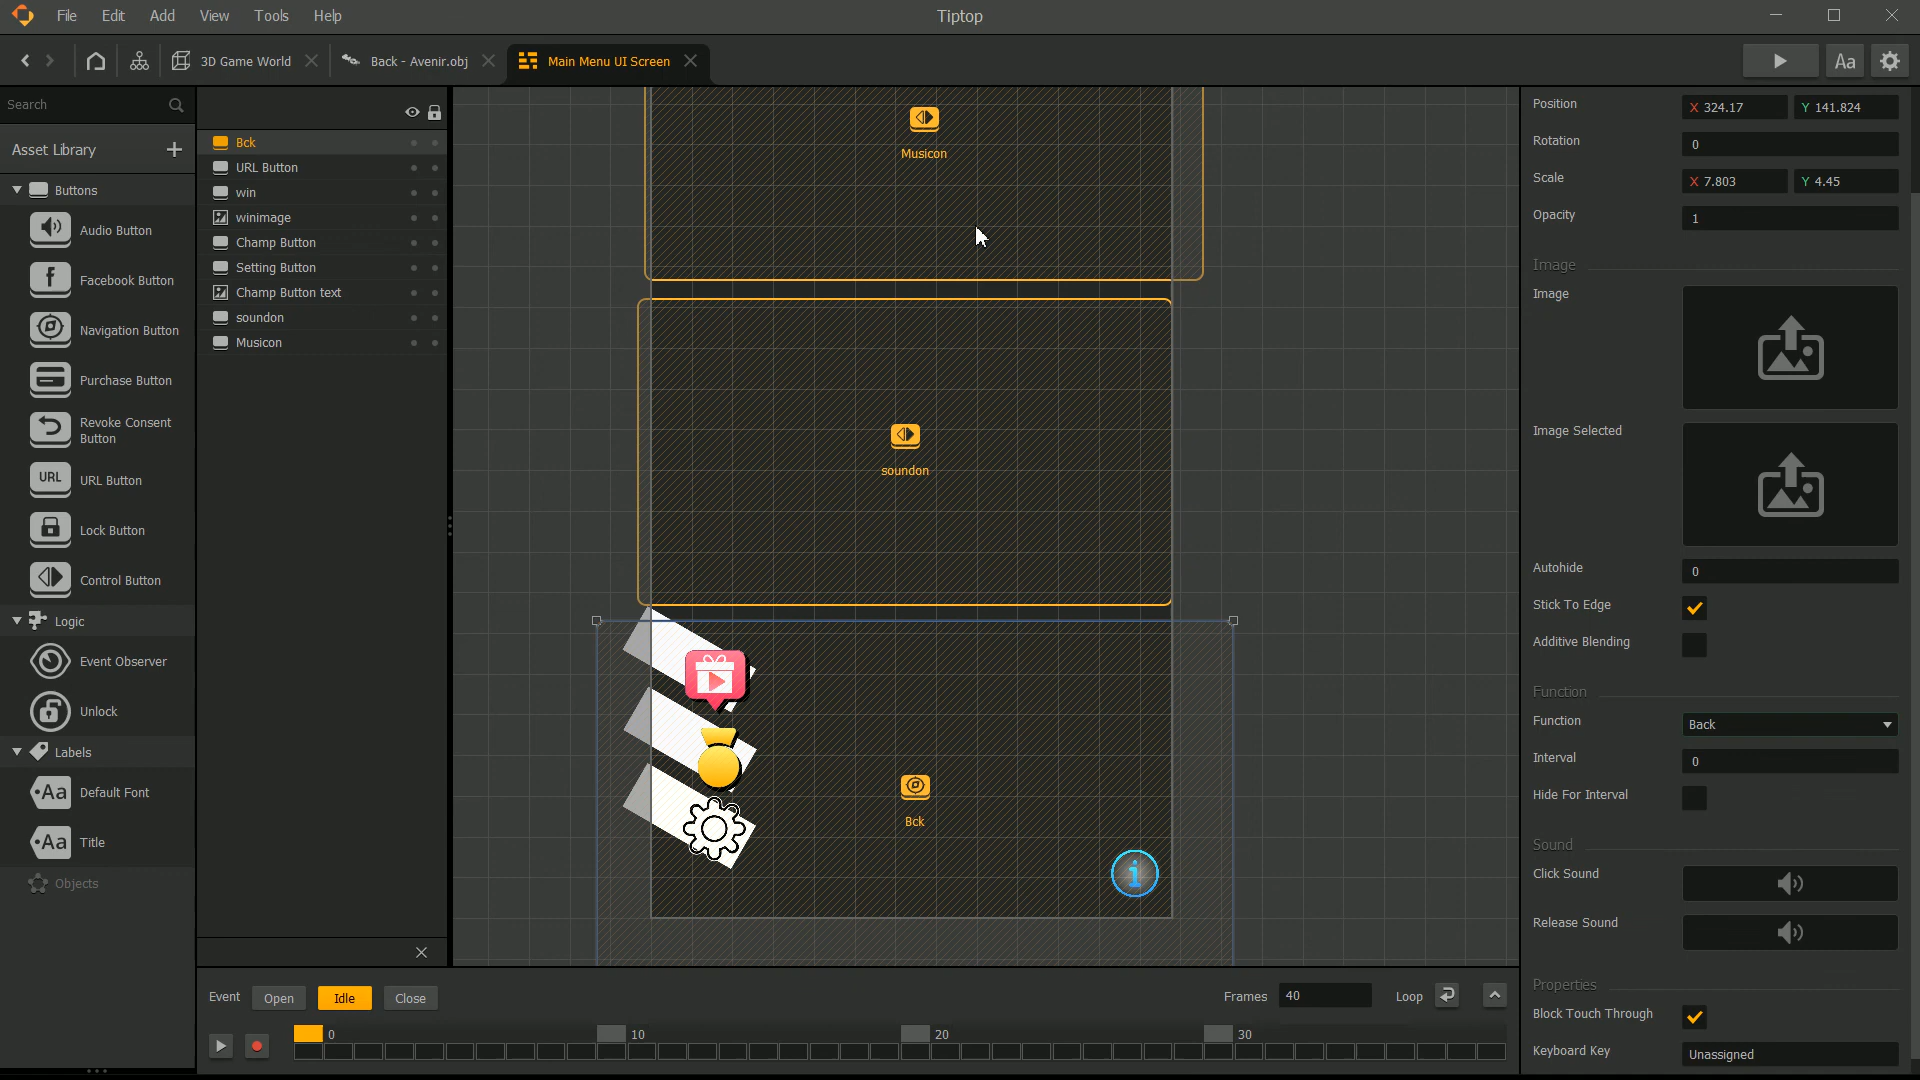 File Edit Add View Tools Help
Tiptop
3D Game World
Back - Avenir.obj
Main Menu UI Screen
Aa
Search
Asset Library
Buttons
Audio Button
Facebook Button
Navigation Button
Purchase Button
Revoke Consent
Button
URL
URL Button
Lock Button
Control Button
Logic
Event Observer
Unlock
Labels
Aa
Default Font
Aa
Title
Objects
Bck
URL Button
win
winimage
Champ Button
Setting Button
Champ Button text
soundon
Musicon
Musicon
soundon
Bck
Position X 324.17 Y 141.824
Rotation 0
Scale X 7.803 Y 4.45
Opacity 1
Image
Image
Image Selected
Autohide 0
Stick To Edge
Additive Blending
Function
Function Back
Interval 0
Hide For Interval
Sound
Click Sound
Release Sound
Properties
Block Touch Through
Keyboard Key Unassigned
Event Open Idle Close
Frames 40 Loop
0 10 20 30